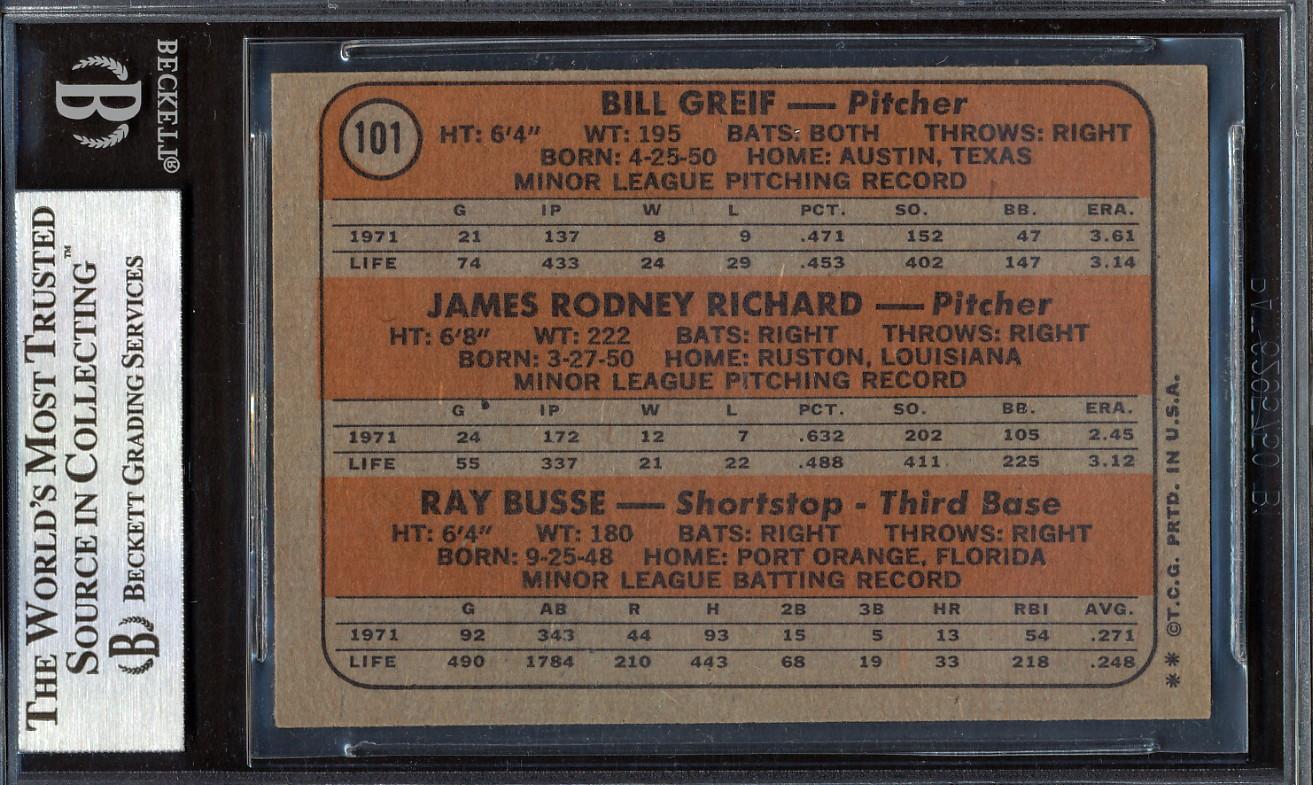 BECKETT®
THE WORLD'S MOST TRUSTED
SOURCE IN COLLECTING™
BECKETT GRADING SERVICES
101
BILL GREIF — Pitcher
HT: 6'4" WT: 195 BATS: BOTH THROWS: RIGHT
BORN: 4-25-50 HOME: AUSTIN, TEXAS
MINOR LEAGUE PITCHING RECORD
G IP W L PCT. SO. BB. ERA.
1971 21 137 8 9 .471 152 47 3.61
LIFE 74 433 24 29 .453 402 147 3.14
JAMES RODNEY RICHARD — Pitcher
HT: 6'8" WT: 222 BATS: RIGHT THROWS: RIGHT
BORN: 3-27-50 HOME: RUSTON, LOUISIANA
MINOR LEAGUE PITCHING RECORD
G IP W L PCT. SO. BB. ERA.
1971 24 172 12 7 .632 202 105 2.45
LIFE 55 337 21 22 .488 411 225 3.12
RAY BUSSE — Shortstop - Third Base
HT: 6'4" WT: 180 BATS: RIGHT THROWS: RIGHT
BORN: 9-25-48 HOME: PORT ORANGE, FLORIDA
MINOR LEAGUE BATTING RECORD
G AB R H 2B 3B HR RBI AVG.
1971 92 343 44 93 15 5 13 54 .271
LIFE 490 1784 210 443 68 19 33 218 .248
** ©T.C.G. PRTD. IN U.S.A.